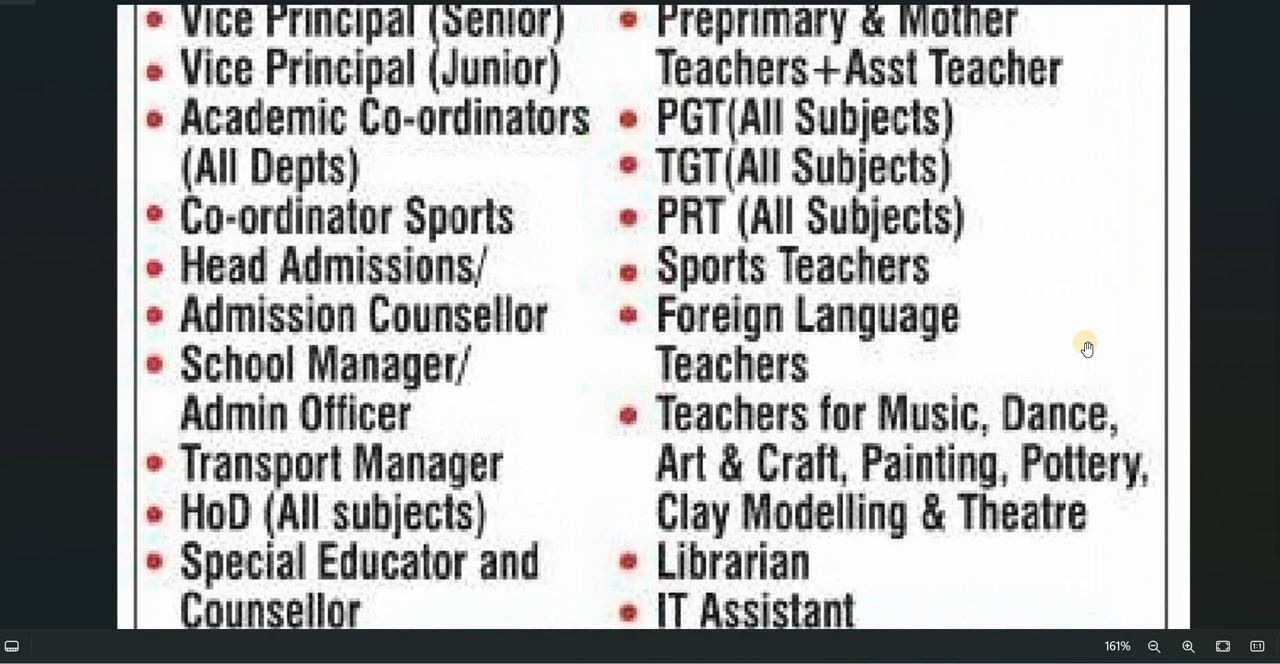 Vice Principal (Senior)
Vice Principal (Junior)
Academic Co-ordinators
(All Depts)
Co-ordinator Sports
Head Admissions/
Admission Counsellor
School Manager/
Admin Officer
Transport Manager
HoD (All subjects)
Special Educator and
Counsellor
Preprimary & Mother
Teachers+Asst Teacher
PGT(All Subjects)
TGT(All Subjects)
PRT (All Subjects)
Sports Teachers
Foreign Language
Teachers
Teachers for Music, Dance,
Art & Craft, Painting, Pottery,
Clay Modelling & Theatre
Librarian
IT Assistant
161%
1:1